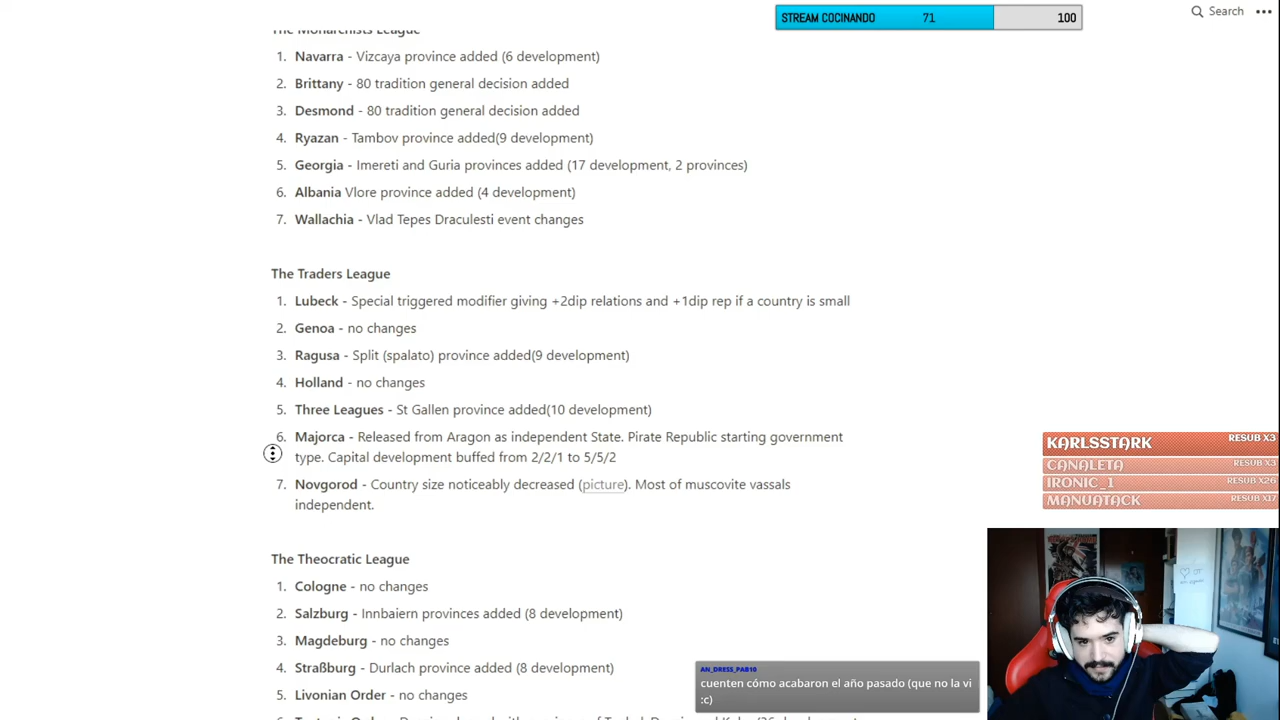 STREAM COCINANDO 71 100
Search
The Monarchists League
1. Navarra - Vizcaya province added (6 development)
2. Brittany - 80 tradition general decision added
3. Desmond - 80 tradition general decision added
4. Ryazan - Tambov province added(9 development)
5. Georgia - Imereti and Guria provinces added (17 development, 2 provinces)
6. Albania Vlore province added (4 development)
7. Wallachia - Vlad Tepes Draculesti event changes
The Traders League
1. Lubeck - Special triggered modifier giving +2dip relations and +1dip rep if a country is small
2. Genoa - no changes
3. Ragusa - Split (spalato) province added(9 development)
4. Holland - no changes
5. Three Leagues - St Gallen province added(10 development)
6. Majorca - Released from Aragon as independent State. Pirate Republic starting government
type. Capital development buffed from 2/2/1 to 5/5/2
7. Novgorod - Country size noticeably decreased (picture). Most of muscovite vassals
independent.
The Theocratic League
1. Cologne - no changes
2. Salzburg - Innbaiern provinces added (8 development)
3. Magdeburg - no changes
4. Straßburg - Durlach province added (8 development)
5. Livonian Order - no changes
KARLSSTARK RESUB X3
CANALETA RESUB X3
IRONIC_1 RESUB X26
MANUATACK RESUB X17
AN_DRESS_PAB10
cuenten cómo acabaron el año pasado (que no la vi
:c)